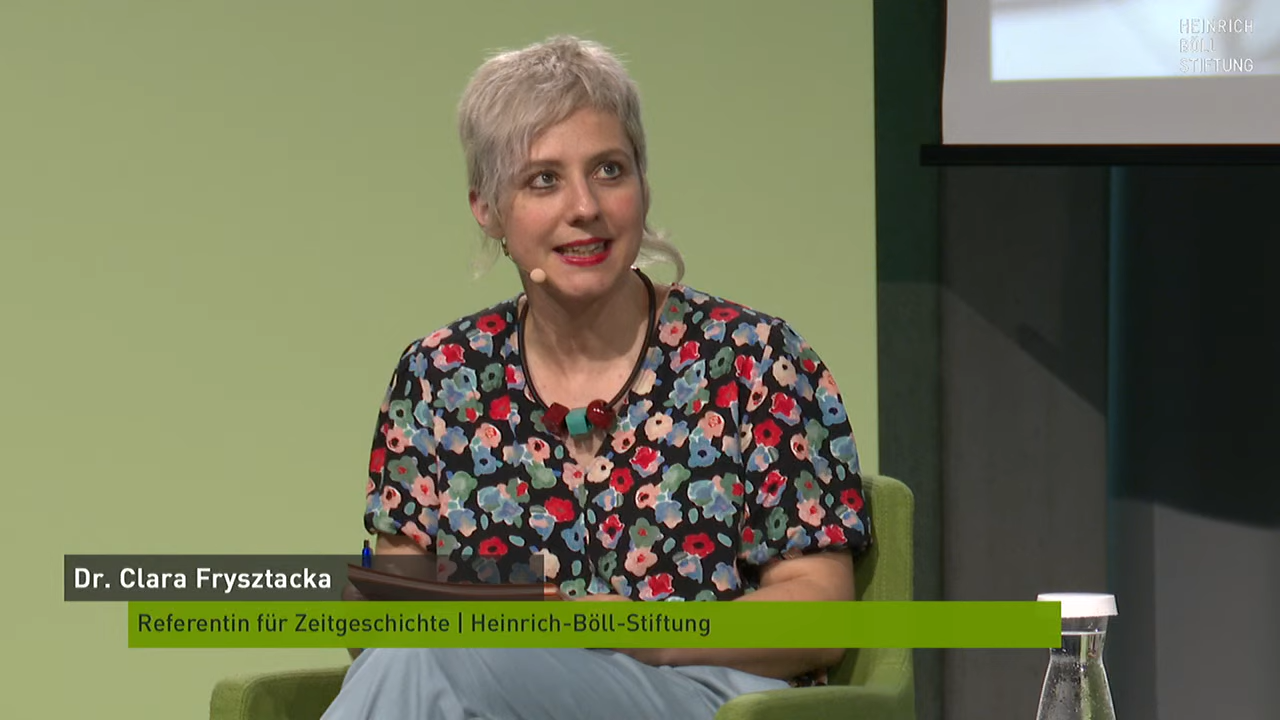 HEINRICH
BÖLL
STIFTUNG
Dr. Clara Frysztacka
Referentin für Zeitgeschichte | Heinrich-Böll-Stiftung